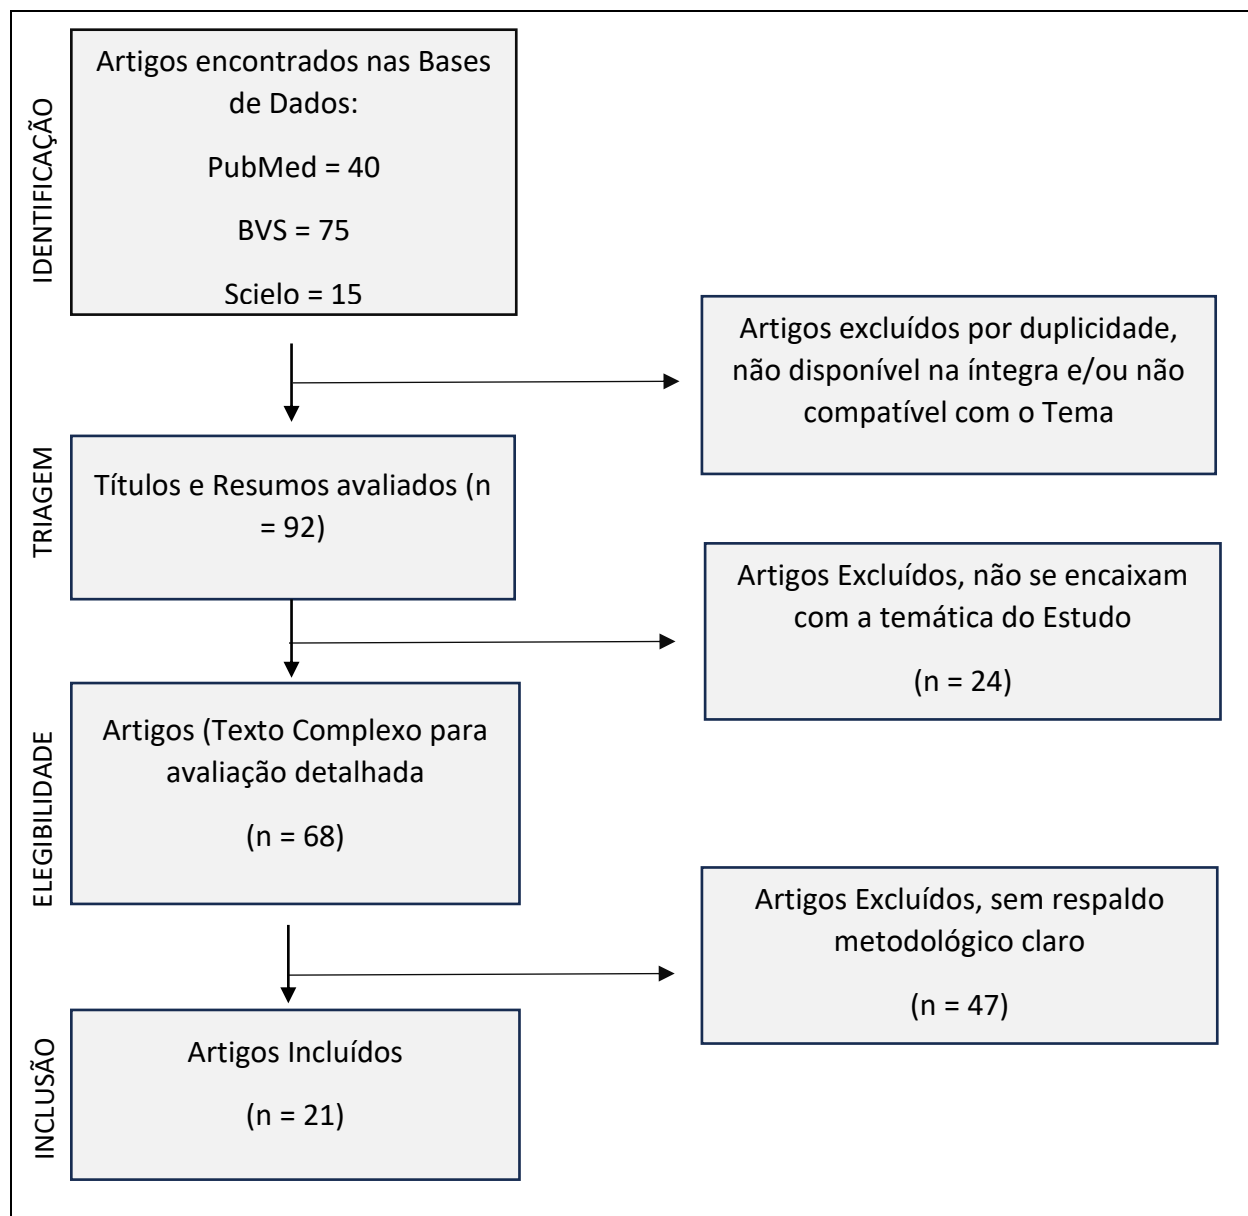 IDENTIFICAÇÃO
Artigos encontrados nas Bases
de Dados:
PubMed = 40
BVS = 75
Scielo = 15
Artigos excluídos por duplicidade,
não disponível na íntegra e/ou não
compatível com o Tema
TRIAGEM
Títulos e Resumos avaliados (n
= 92)
Artigos Excluídos, não se encaixam
com a temática do Estudo
(n = 24)
ELEGIBILIDADE
Artigos (Texto Complexo para
avaliação detalhada
(n = 68)
Artigos Excluídos, sem respaldo
metodológico claro
(n = 47)
INCLUSÃO
Artigos Incluídos
(n = 21)